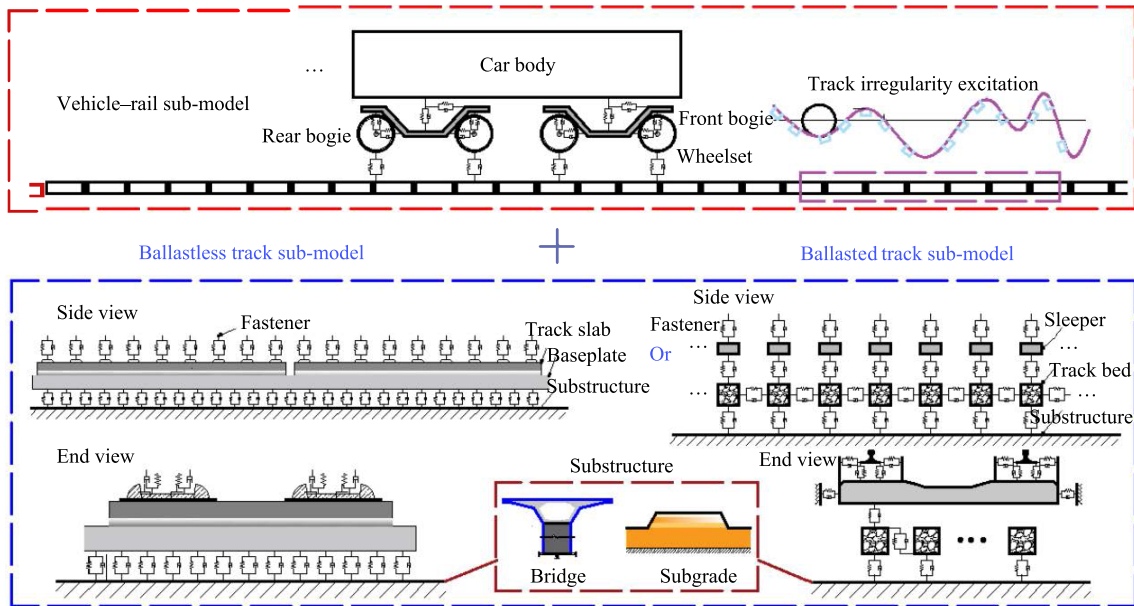 Car body
…
Track irregularity excitation
Vehicle–rail sub-model
Front bogie
Rear bogie
Wheelset
Ballastless track sub-model
+
Ballasted track sub-model
Side view
Fastener
Track slab
Baseplate
Substructure
Side view
Fastener
Sleeper
…
…
Or
Track bed
…
…
Substructure
End view
Substructure
Bridge
Subgrade
End view